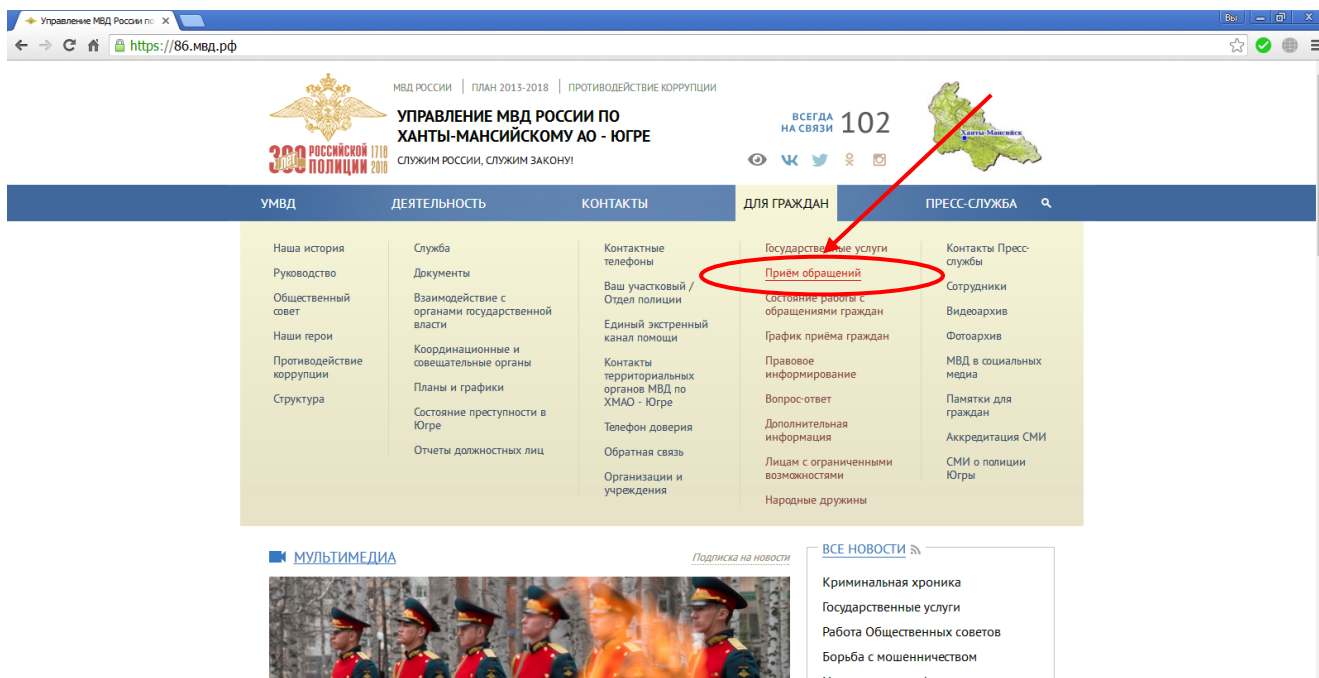 Управление МВД России по
Вы
https://86.мвд.рф
МВД РОССИИ
ПЛАН 2013-2018
ПРОТИВОДЕЙСТВИЕ КОРРУПЦИИ
УПРАВЛЕНИЕ МВД РОССИИ ПО
ХАНТЫ-МАНСИЙСКОМУ АО - ЮГРЕ
СЛУЖИМ РОССИИ, СЛУЖИМ ЗАКОНУ!
300 лет РОССИЙСКОЙ 1718
ПОЛИЦИИ 2018
ВСЕГДА
НА СВЯЗИ 102
Ханты-Мансийск
УМВД
ДЕЯТЕЛЬНОСТЬ
КОНТАКТЫ
ДЛЯ ГРАЖДАН
ПРЕСС-СЛУЖБА
Наша история
Руководство
Общественный
совет
Наши герои
Противодействие
коррупции
Структура
Служба
Документы
Взаимодействие с
органами государственной
власти
Координационные и
совещательные органы
Планы и графики
Состояние преступности в
Югре
Отчеты должностных лиц
Контактные
телефоны
Ваш участковый /
Отдел полиции
Единый экстренный
канал помощи
Контакты
территориальных
органов МВД по
ХМАО - Югре
Телефон доверия
Обратная связь
Организации и
учреждения
Государственные услуги
Приём обращений
Состояние работы с
обращениями граждан
График приёма граждан
Правовое
информирование
Вопрос-ответ
Дополнительная
информация
Лицам с ограниченными
возможностями
Народные дружины
Контакты Пресс-
службы
Сотрудники
Видеоархив
Фотоархив
МВД в социальных
медиа
Памятки для
граждан
Аккредитация СМИ
СМИ о полиции
Югры
МУЛЬТИМЕДИА
Подписка на новости
ВСЕ НОВОСТИ
Криминальная хроника
Государственные услуги
Работа Общественных советов
Борьба с мошенничеством